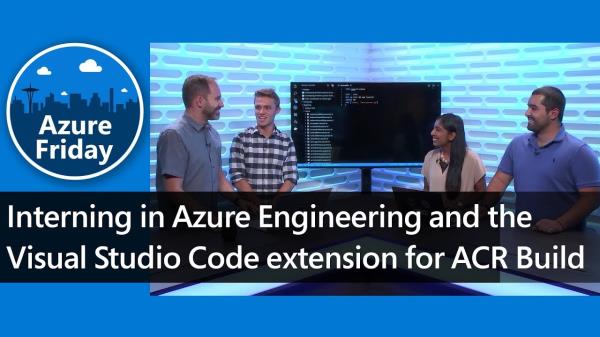 Azure
Friday
Interning in Azure Engineering and the
Visual Studio Code extension for ACR Build